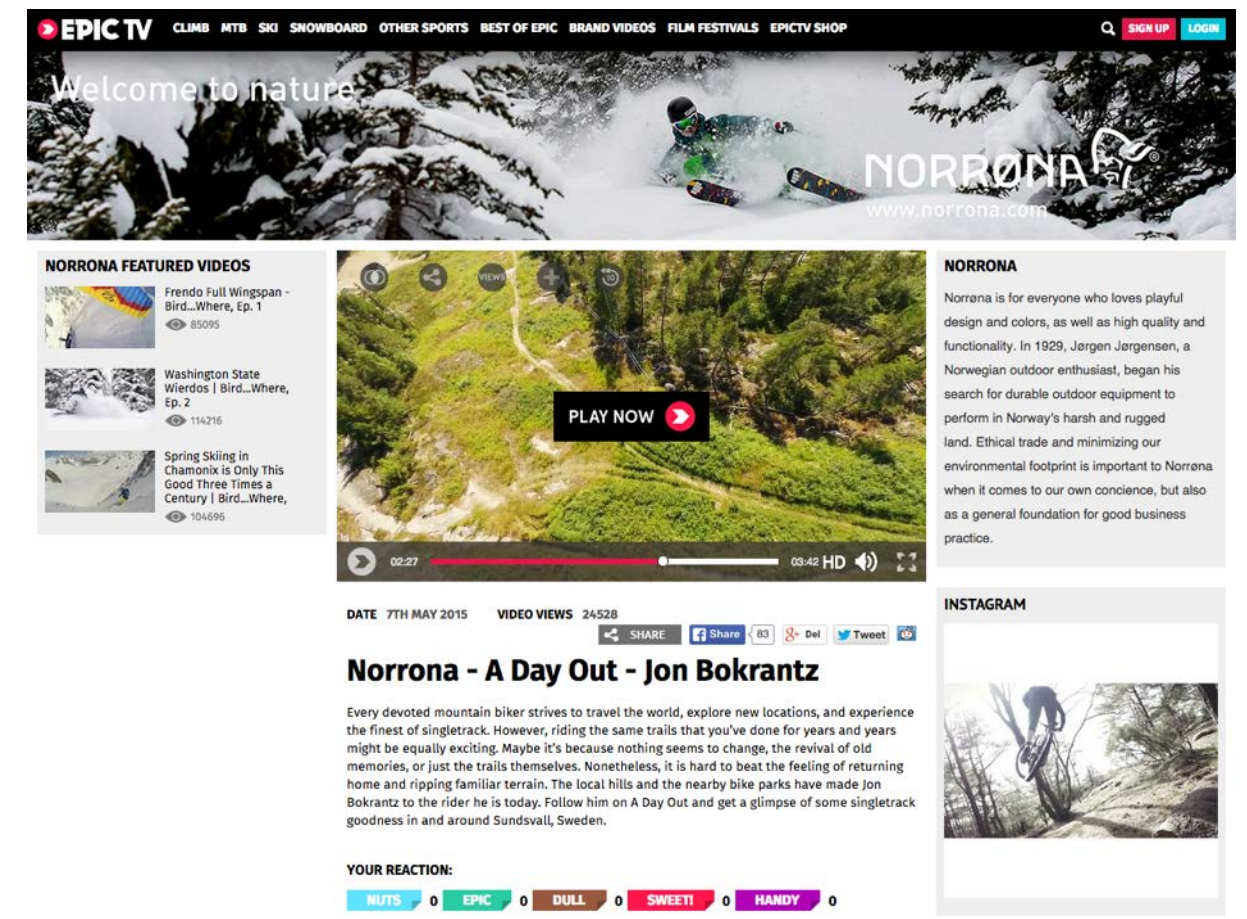 EPIC TV
CLIMB MTB SKI SNOWBOARD OTHER SPORTS BEST OF EPIC BRAND VIDEOS FILM FESTIVALS EPICTV SHOP
SIGN UP LOGIN
Welcome to nature
NORRØNA ®
www.norrona.com
NORRONA FEATURED VIDEOS
Frendo Full Wingspan -
Bird...Where, Ep. 1
85095
Washington State
Wierdos | Bird...Where,
Ep. 2
114216
Spring Skiing in
Chamonix is Only This
Good Three Times a
Century | Bird...Where,
104696
VIEWS
10
PLAY NOW
02:27
03:42 HD
DATE 7TH MAY 2015 VIDEO VIEWS 24528
SHARE Share 83 g+ Del Tweet
Norrona - A Day Out - Jon Bokrantz
Every devoted mountain biker strives to travel the world, explore new locations, and experience
the finest of singletrack. However, riding the same trails that you've done for years and years
might be equally exciting. Maybe it's because nothing seems to change, the revival of old
memories, or just the trails themselves. Nonetheless, it is hard to beat the feeling of returning
home and ripping familiar terrain. The local hills and the nearby bike parks have made Jon
Bokrantz to the rider he is today. Follow him on A Day Out and get a glimpse of some singletrack
goodness in and around Sundsvall, Sweden.
YOUR REACTION:
NUTS 0 EPIC 0 DULL 0 SWEET! 0 HANDY 0
NORRONA
Norrøna is for everyone who loves playful
design and colors, as well as high quality and
functionality. In 1929, Jørgen Jørgensen, a
Norwegian outdoor enthusiast, began his
search for durable outdoor equipment to
perform in Norway's harsh and rugged
land. Ethical trade and minimizing our
environmental footprint is important to Norrøna
when it comes to our own concience, but also
as a general foundation for good business
practice.
INSTAGRAM